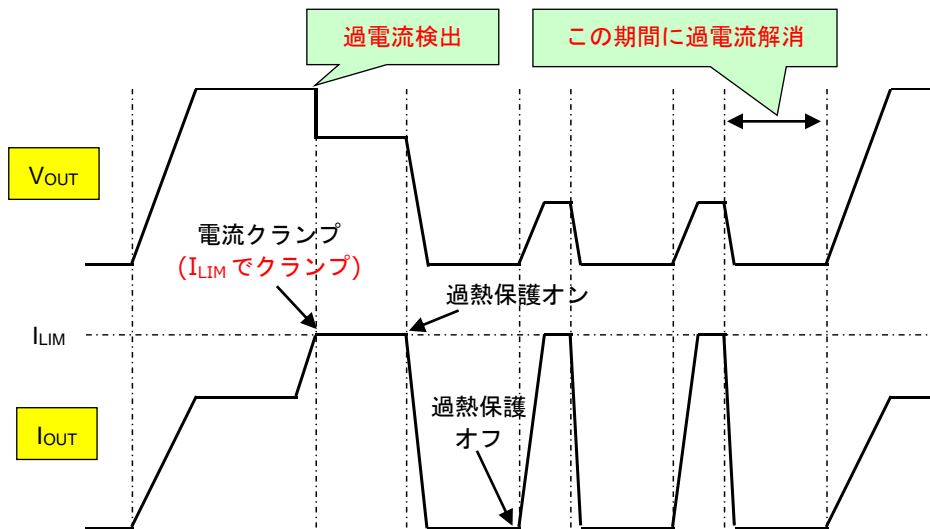 過電流検出
この期間に過電流解消
VOUT
電流クランプ
(ILIM でクランプ)
過熱保護オン
ILIM
過熱保護
オフ
IOUT